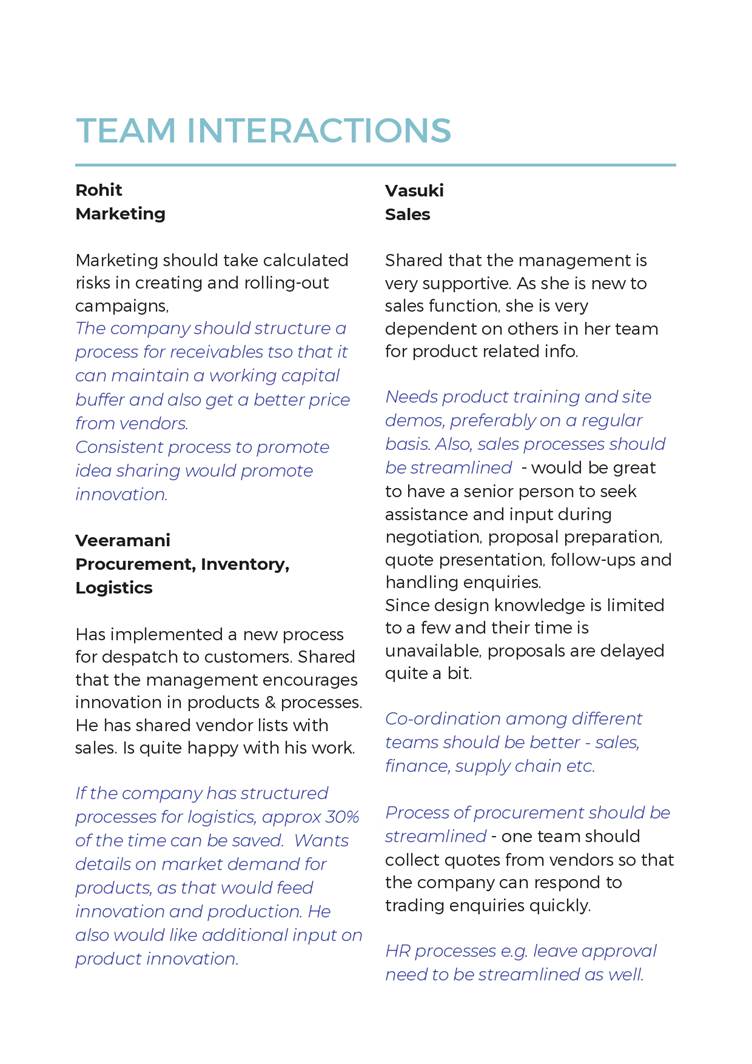 TEAM INTERACTIONS
Rohit
Marketing
Marketing should take calculated
risks in creating and rolling-out
campaigns,
The company should structure a
process for receivables tso that it
can maintain a working capital
buffer and also get a better price
from vendors.
Consistent process to promote
idea sharing would promote
innovation.
Veeramani
Procurement, Inventory,
Logistics
Has implemented a new process
for despatch to customers. Shared
that the management encourages
innovation in products & processes.
He has shared vendor lists with
sales. Is quite happy with his work.
If the company has structured
processes for logistics, approx 30%
of the time can be saved. Wants
details on market demand for
products, as that would feed
innovation and production. He
also would like additional input on
product innovation.
Vasuki
Sales
Shared that the management is
very supportive. As she is new to
sales function, she is very
dependent on others in her team
for product related info.
Needs product training and site
demos, preferably on a regular
basis. Also, sales processes should
be streamlined - would be great
to have a senior person to seek
assistance and input during
negotiation, proposal preparation,
quote presentation, follow-ups and
handling enquiries.
Since design knowledge is limited
to a few and their time is
unavailable, proposals are delayed
quite a bit.
Co-ordination among different
teams should be better - sales,
finance, supply chain etc.
Process of procurement should be
streamlined - one team should
collect quotes from vendors so that
the company can respond to
trading enquiries quickly.
HR processes e.g. leave approval
need to be streamlined as well.